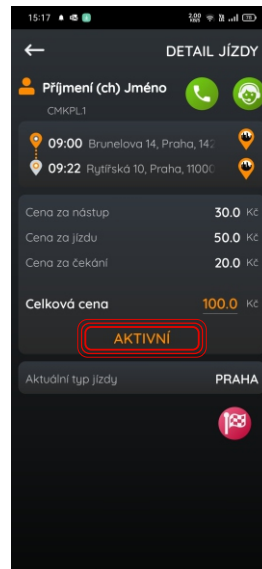 15:17
DETAIL JÍZDY
Příjmení (ch) Jméno
CMKPL1
09:00 Brunelova 14, Praha, 142
09:22 Rytířská 10, Praha, 11000
Cena za nástup 30.0 Kč
Cena za jízdu 50.0 Kč
Cena za čekání 20.0 Kč
Celková cena 100.0 Kč
AKTIVNÍ
Aktuální typ jízdy PRAHA